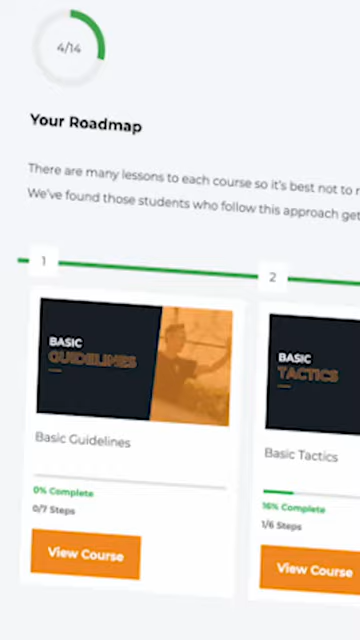 4/14
Your Roadmap
There are many lessons to each course so it's best not to
We've found those students who follow this approach get
1
2
BASIC
GUIDELINES
BASIC
TACTICS
Basic Guidelines
Basic Tactics
0% Complete
16% Complete
0/7 Steps
1/6 Steps
View Course
View Course